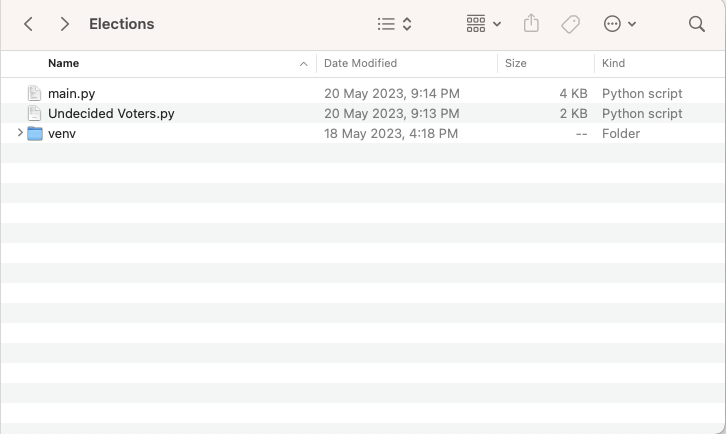 Elections
Name Date Modified Size Kind
main.py 20 May 2023, 9:14 PM 4 KB Python script
Undecided Voters.py 20 May 2023, 9:13 PM 2 KB Python script
venv 18 May 2023, 4:18 PM -- Folder